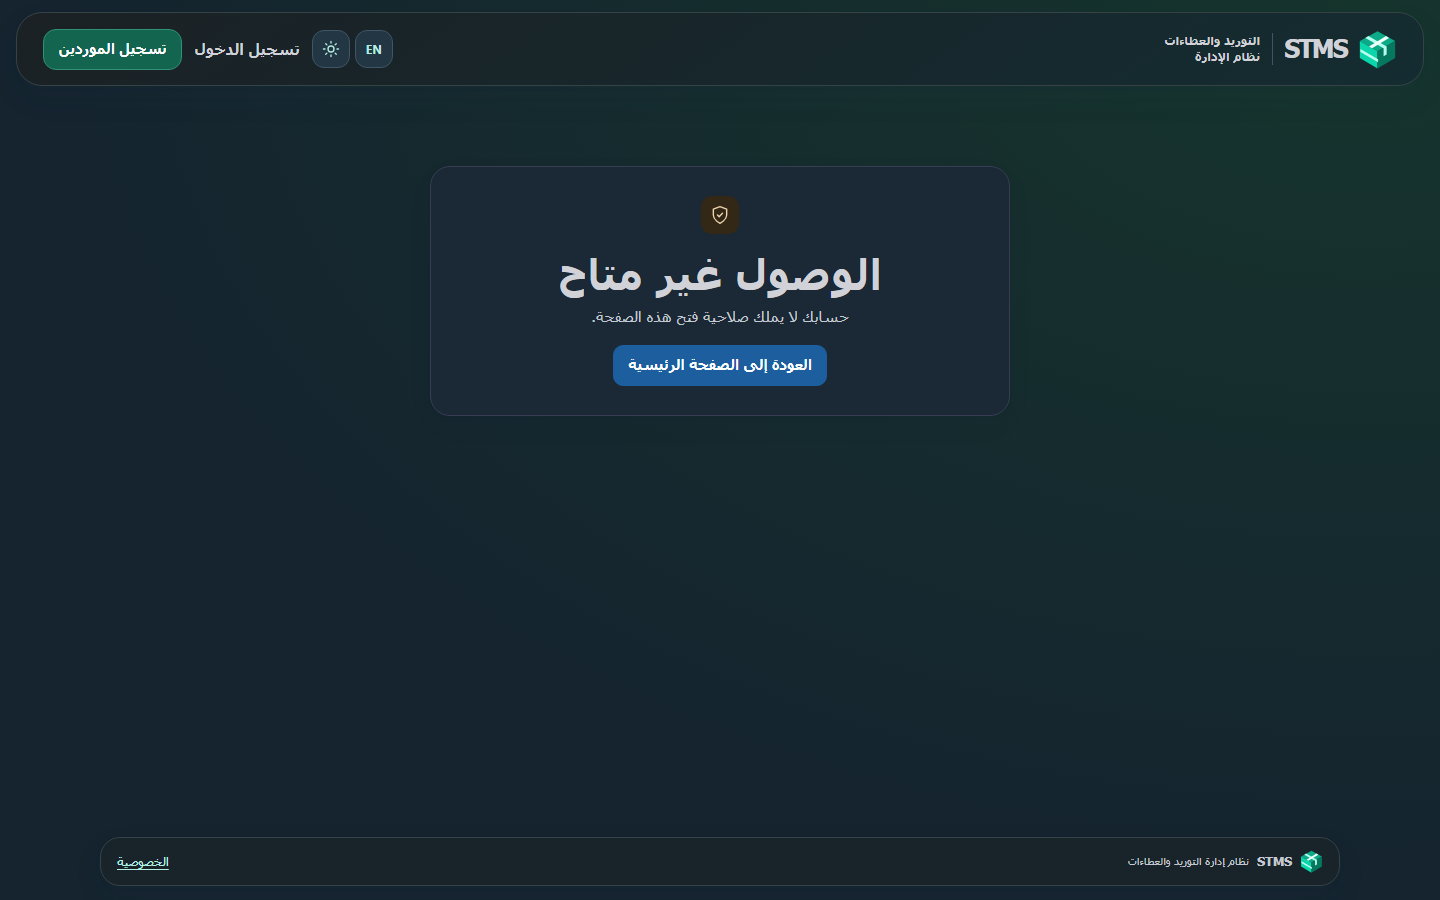 STMS
التوريد والعطاءات
نظام الإدارة
EN
تسجيل الدخول
تسجيل الموردين
الوصول غير متاح
حسابك لا يملك صلاحية فتح هذه الصفحة.
العودة إلى الصفحة الرئيسية
STMS نظام إدارة التوريد والعطاءات
الخصوصية